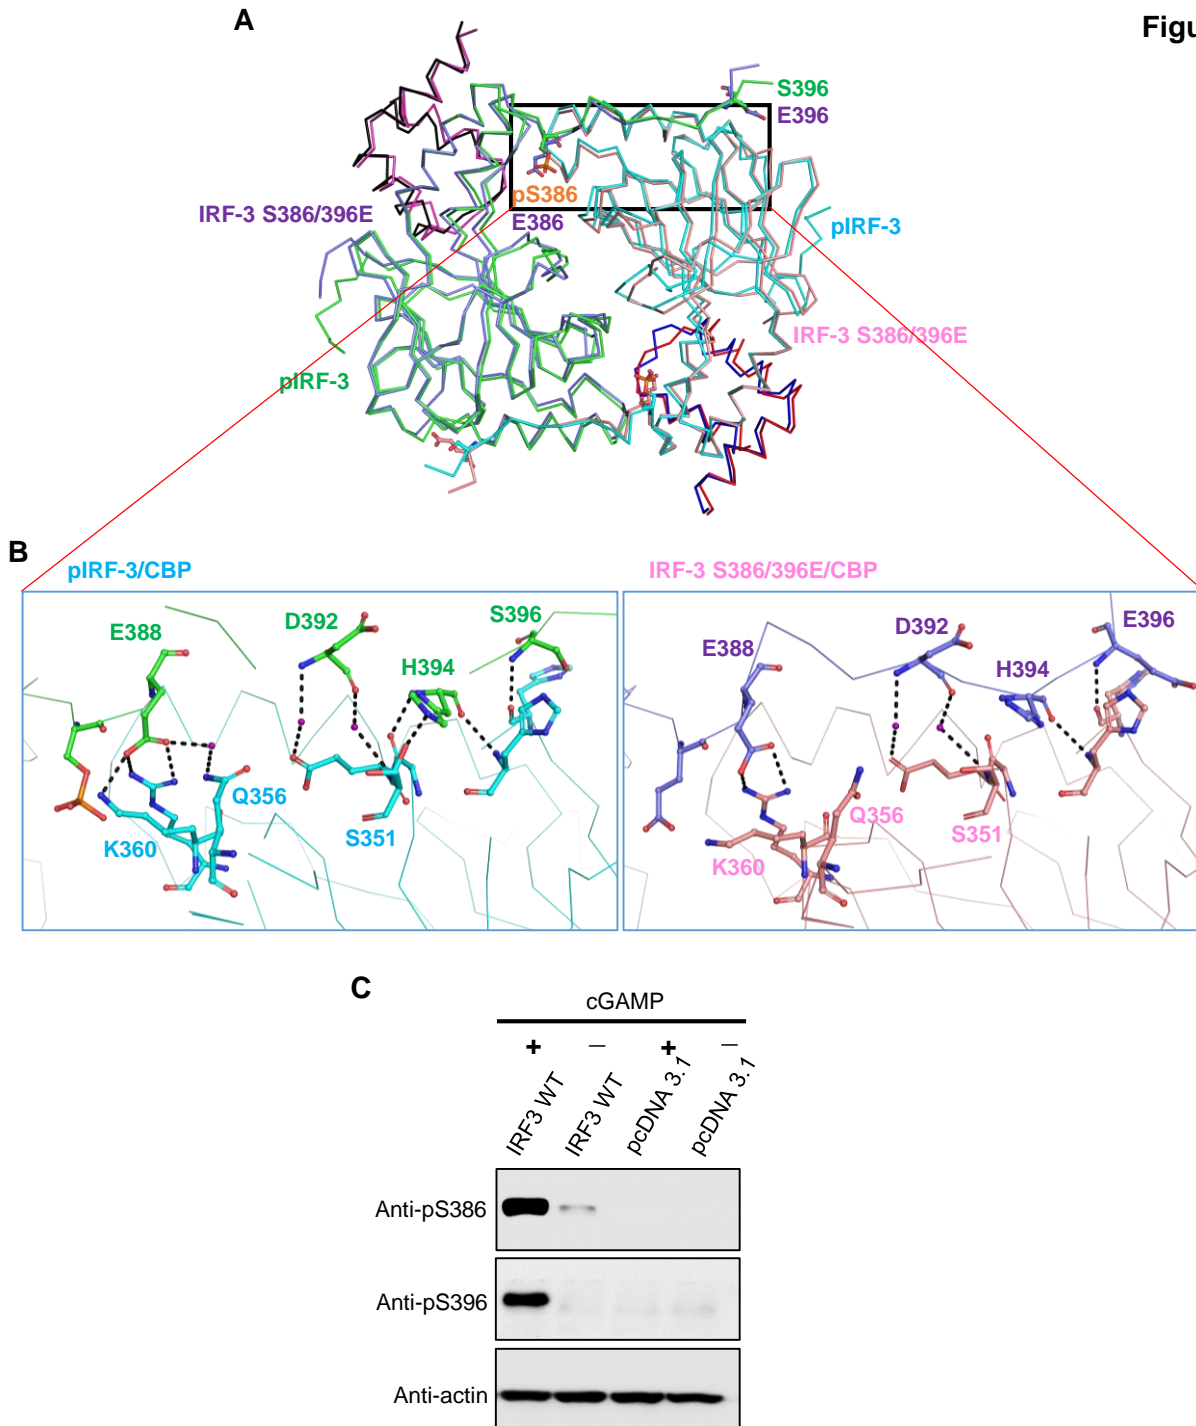 A
Figu
S396
E396
pS386
E386
IRF-3 S386/396E
pIRF-3
IRF-3 S386/396E
pIRF-3
B
pIRF-3/CBP
IRF-3 S386/396E/CBP
E388
D392
S396
H394
Q356
K360
S351
E388
D392
E396
H394
Q356
K360
S351
C
cGAMP
+ – + –
IRF3 WT
IRF3 WT
pcDNA 3.1
pcDNA 3.1
Anti-pS386
Anti-pS396
Anti-actin